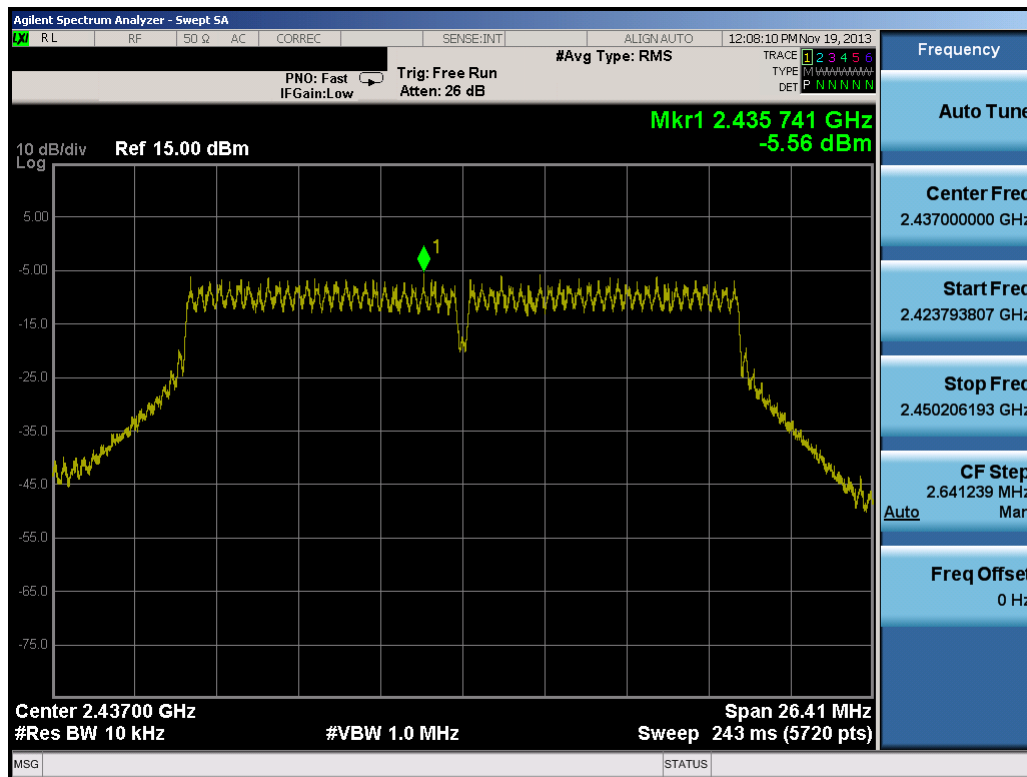 Agilent Spectrum Analyzer - Swept SA
LXI RL RF 50 Ω AC CORREC SENSE:INT ALIGN AUTO 12:08:10 PM Nov 19, 2013
#Avg Type: RMS TRACE 1 2 3 4 5 6
PNO: Fast Trig: Free Run TYPE M W W W W W
IFGain:Low Atten: 26 dB DET P N N N N N
Mkr1 2.435 741 GHz
-5.56 dBm
10 dB/div Ref 15.00 dBm
Log
1
5.00
-5.00
-15.0
-25.0
-35.0
-45.0
-55.0
-65.0
-75.0
Center 2.43700 GHz Span 26.41 MHz
#Res BW 10 kHz #VBW 1.0 MHz Sweep 243 ms (5720 pts)
MSG STATUS
Frequency
Auto Tune
Center Freq
2.437000000 GHz
Start Freq
2.423793807 GHz
Stop Freq
2.450206193 GHz
CF Step
2.641239 MHz
Auto Man
Freq Offset
0 Hz